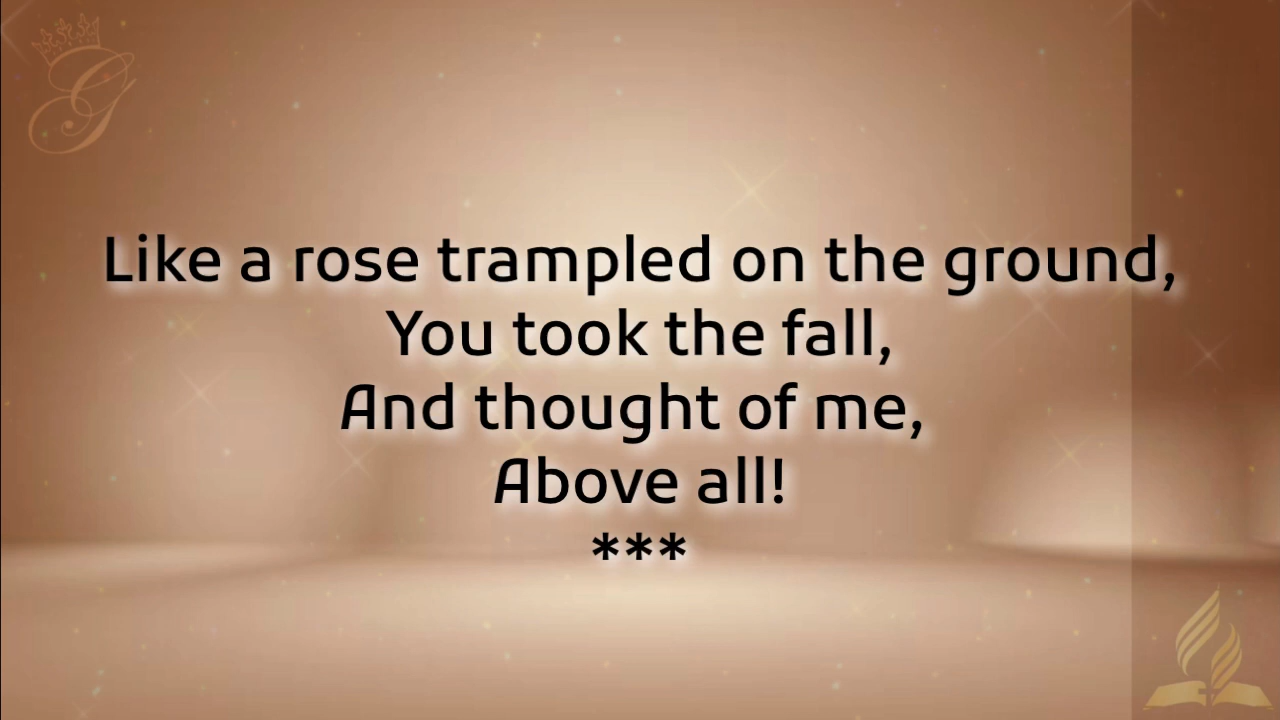 G
Like a rose trampled on the ground,
You took the fall,
And thought of me,
Above all!
***